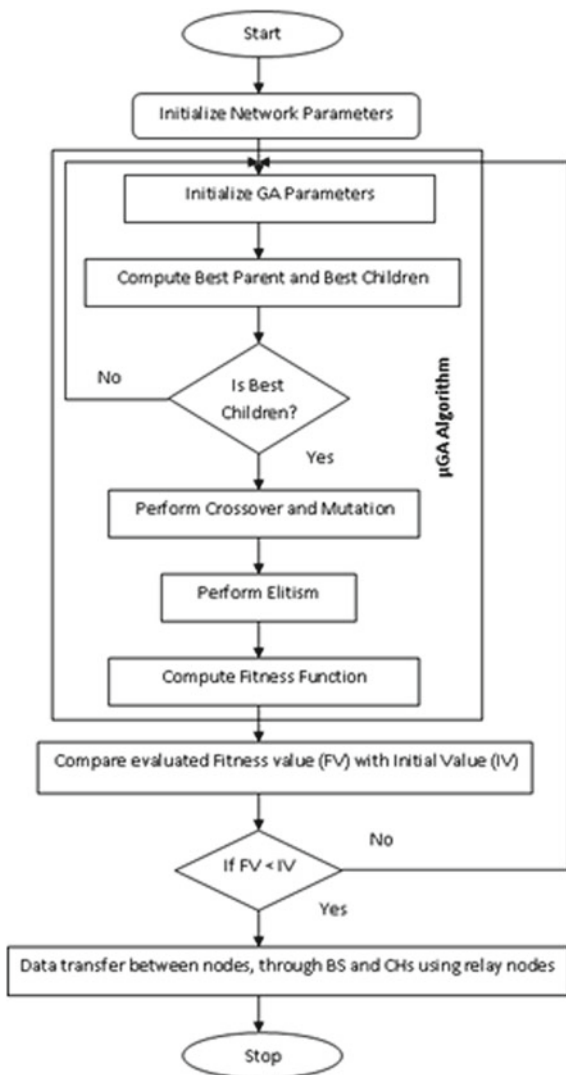 Start
Initialize Network Parameters
Initialize GA Parameters
Compute Best Parent and Best Children
Is Best
Children?
No
Yes
µGA Algorithm
Perform Crossover and Mutation
Perform Elitism
Compute Fitness Function
Compare evaluated Fitness value (FV) with Initial Value (IV)
If FV < IV
No
Yes
Data transfer between nodes, through BS and CHs using relay nodes
Stop